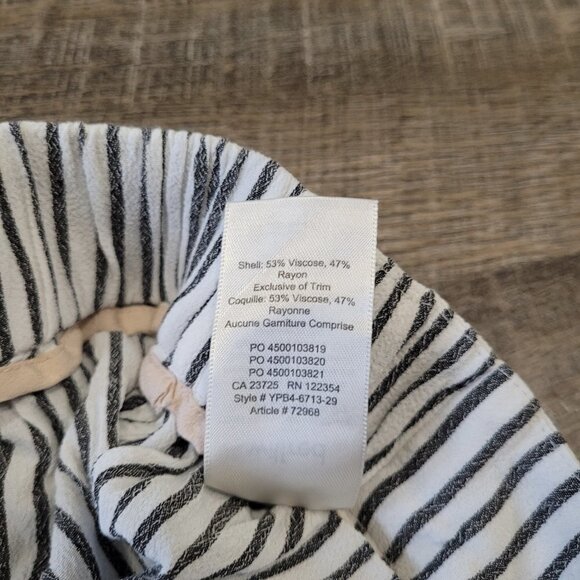 Shell: 53% Viscose, 47%
Rayon
Exclusive of Trim
Coquille: 53% Viscose, 47%
Rayonne
Aucune Garniture Comprise
PO 4500103819
PO 4500103820
PO 4500103821
CA 23725 RN 122354
Style # YPB4-6713-29
Article # 72968